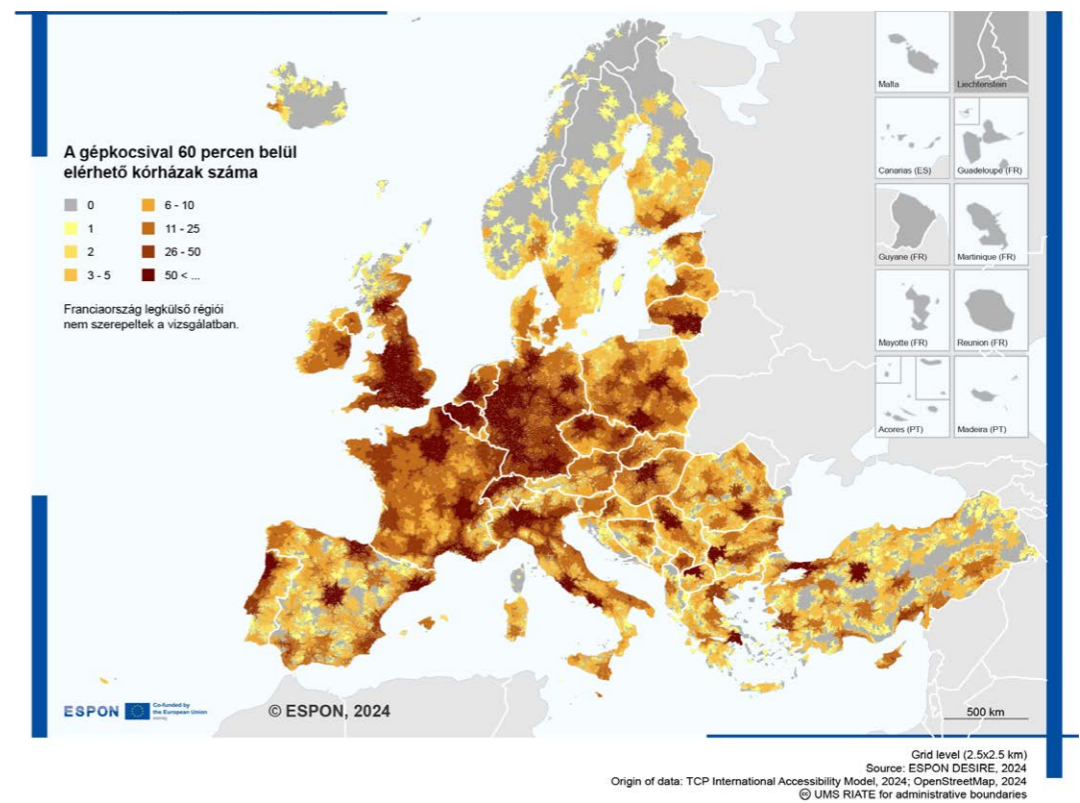 A gépkocsival 60 percen belül
elérhető kórházak száma
0
1
2
3 - 5
6 - 10
11 - 25
26 - 50
50 < ...
Franciaország legkülső régiói
nem szerepeltek a vizsgálatban.
Malta
Liechtenstein
Canarias (ES)
Guadeloupe (FR)
Guyane (FR)
Martinique (FR)
Mayotte (FR)
Reunion (FR)
Acores (PT)
Madeira (PT)
ESPON
Co-funded by
the European Union
© ESPON, 2024
500 km
Grid level (2.5x2.5 km)
Source: ESPON DESIRE, 2024
Origin of data: TCP International Accessibility Model, 2024; OpenStreetMap, 2024
UMS RIATE for administrative boundaries